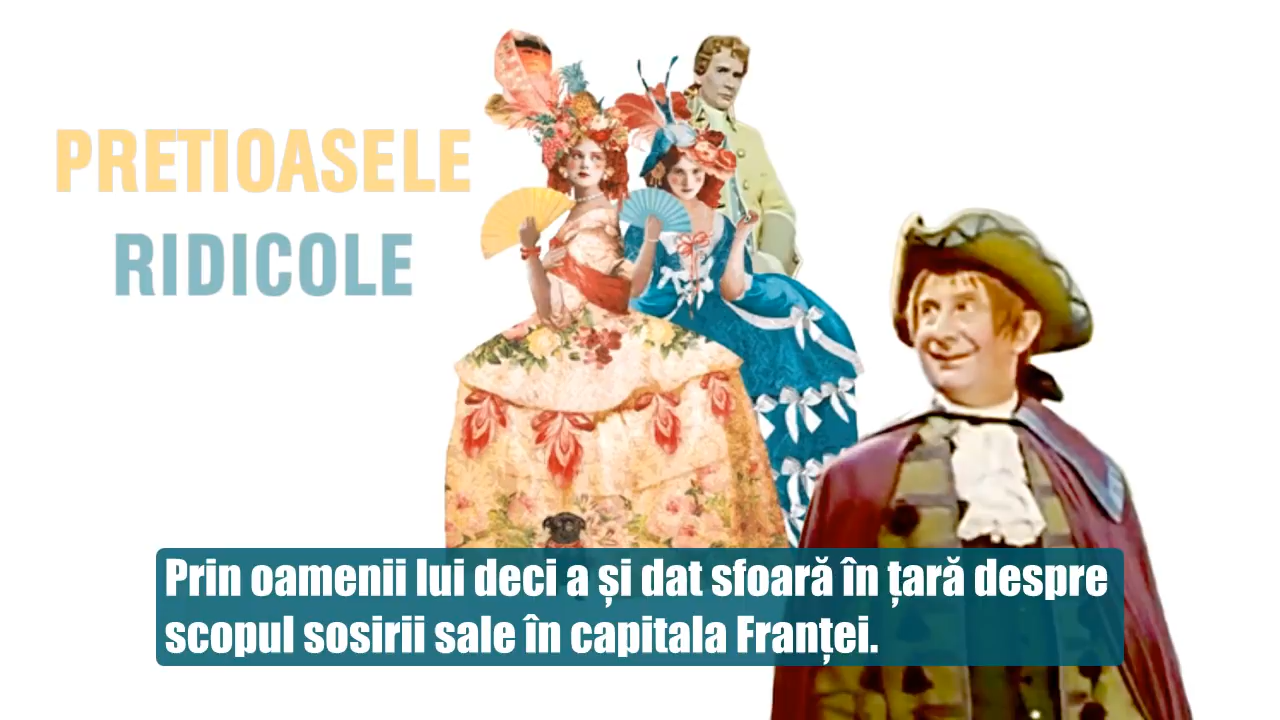 PRETIOASELE
RIDICOLE
Prin oamenii lui deci a și dat sfoară în țară despre
scopul sosirii sale în capitala Franței.